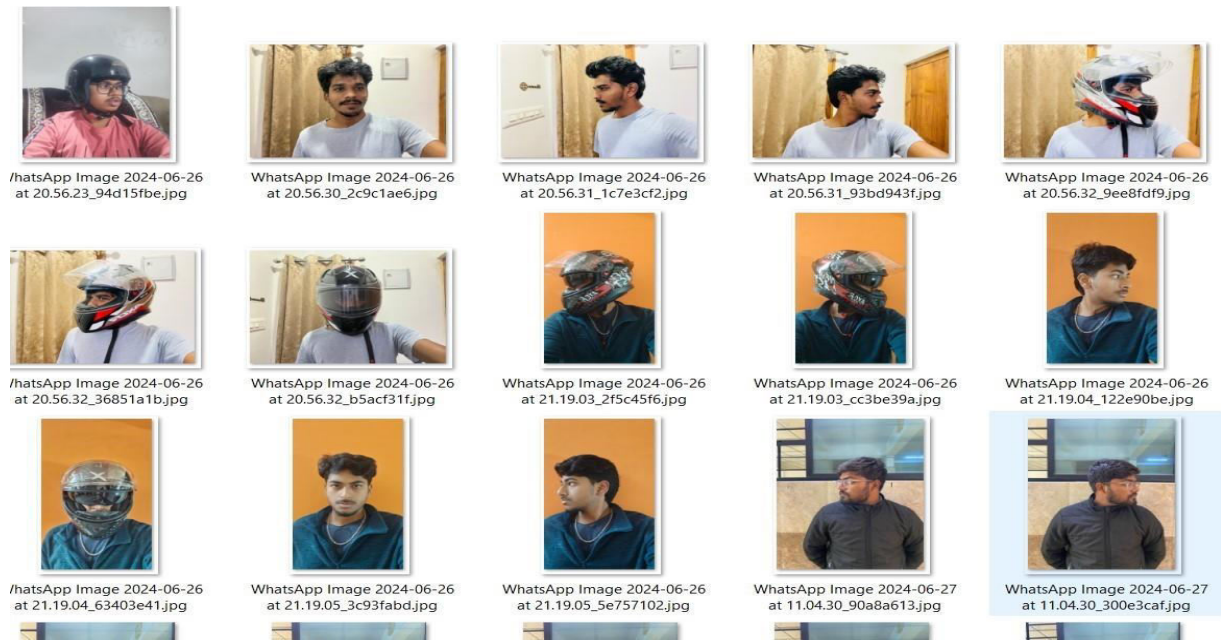 /hatsApp Image 2024-06-26
at 20.56.23_94d15fbe.jpg
WhatsApp Image 2024-06-26
at 20.56.30_2c9c1ae6.jpg
WhatsApp Image 2024-06-26
at 20.56.31_1c7e3cf2.jpg
WhatsApp Image 2024-06-26
at 20.56.31_93bd943f.jpg
WhatsApp Image 2024-06-26
at 20.56.32_9ee8fdf9.jpg
/hatsApp Image 2024-06-26
at 20.56.32_36851a1b.jpg
WhatsApp Image 2024-06-26
at 20.56.32_b5acf31f.jpg
WhatsApp Image 2024-06-26
at 21.19.03_2f5c45f6.jpg
WhatsApp Image 2024-06-26
at 21.19.03_cc3be39a.jpg
WhatsApp Image 2024-06-26
at 21.19.04_122e90be.jpg
/hatsApp Image 2024-06-26
at 21.19.04_63403e41.jpg
WhatsApp Image 2024-06-26
at 21.19.05_3c93fabd.jpg
WhatsApp Image 2024-06-26
at 21.19.05_5e757102.jpg
WhatsApp Image 2024-06-27
at 11.04.30_90a8a613.jpg
WhatsApp Image 2024-06-27
at 11.04.30_300e3caf.jpg